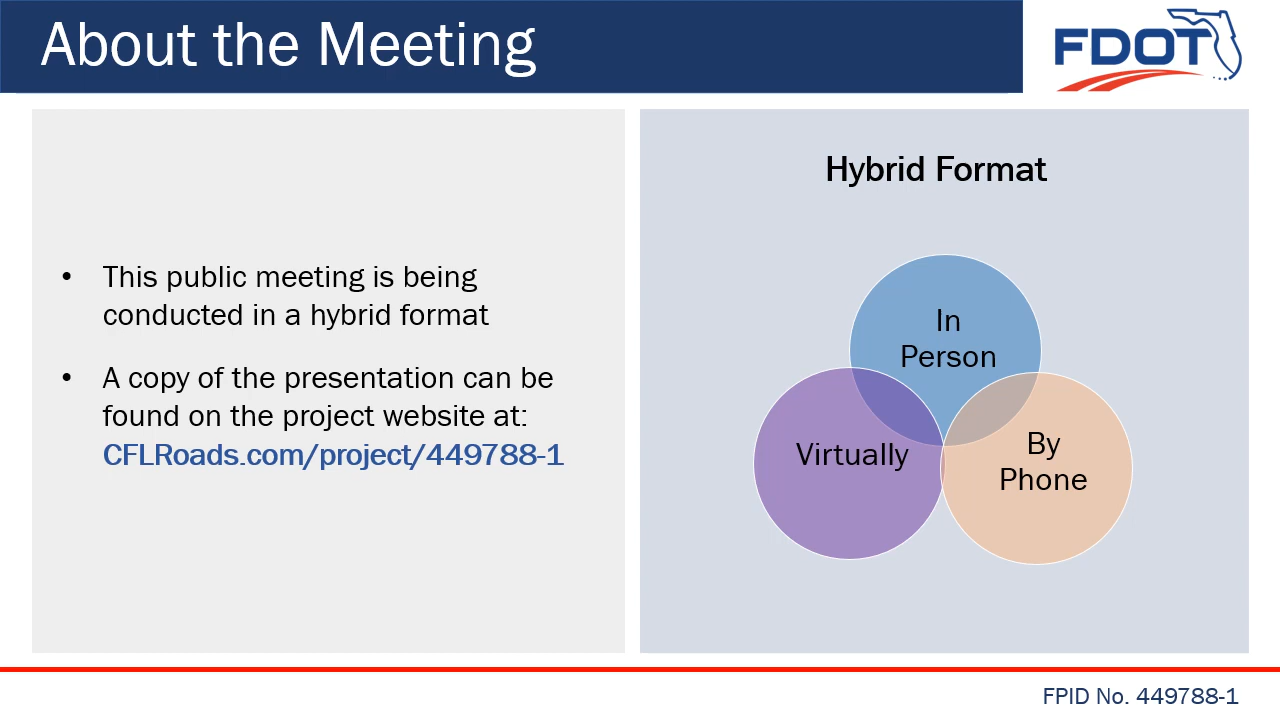 About the Meeting
FDOT
• This public meeting is being
conducted in a hybrid format
• A copy of the presentation can be
found on the project website at:
CFLRoads.com/project/449788-1
Hybrid Format
In
Person
Virtually
By
Phone
FPID No. 449788-1